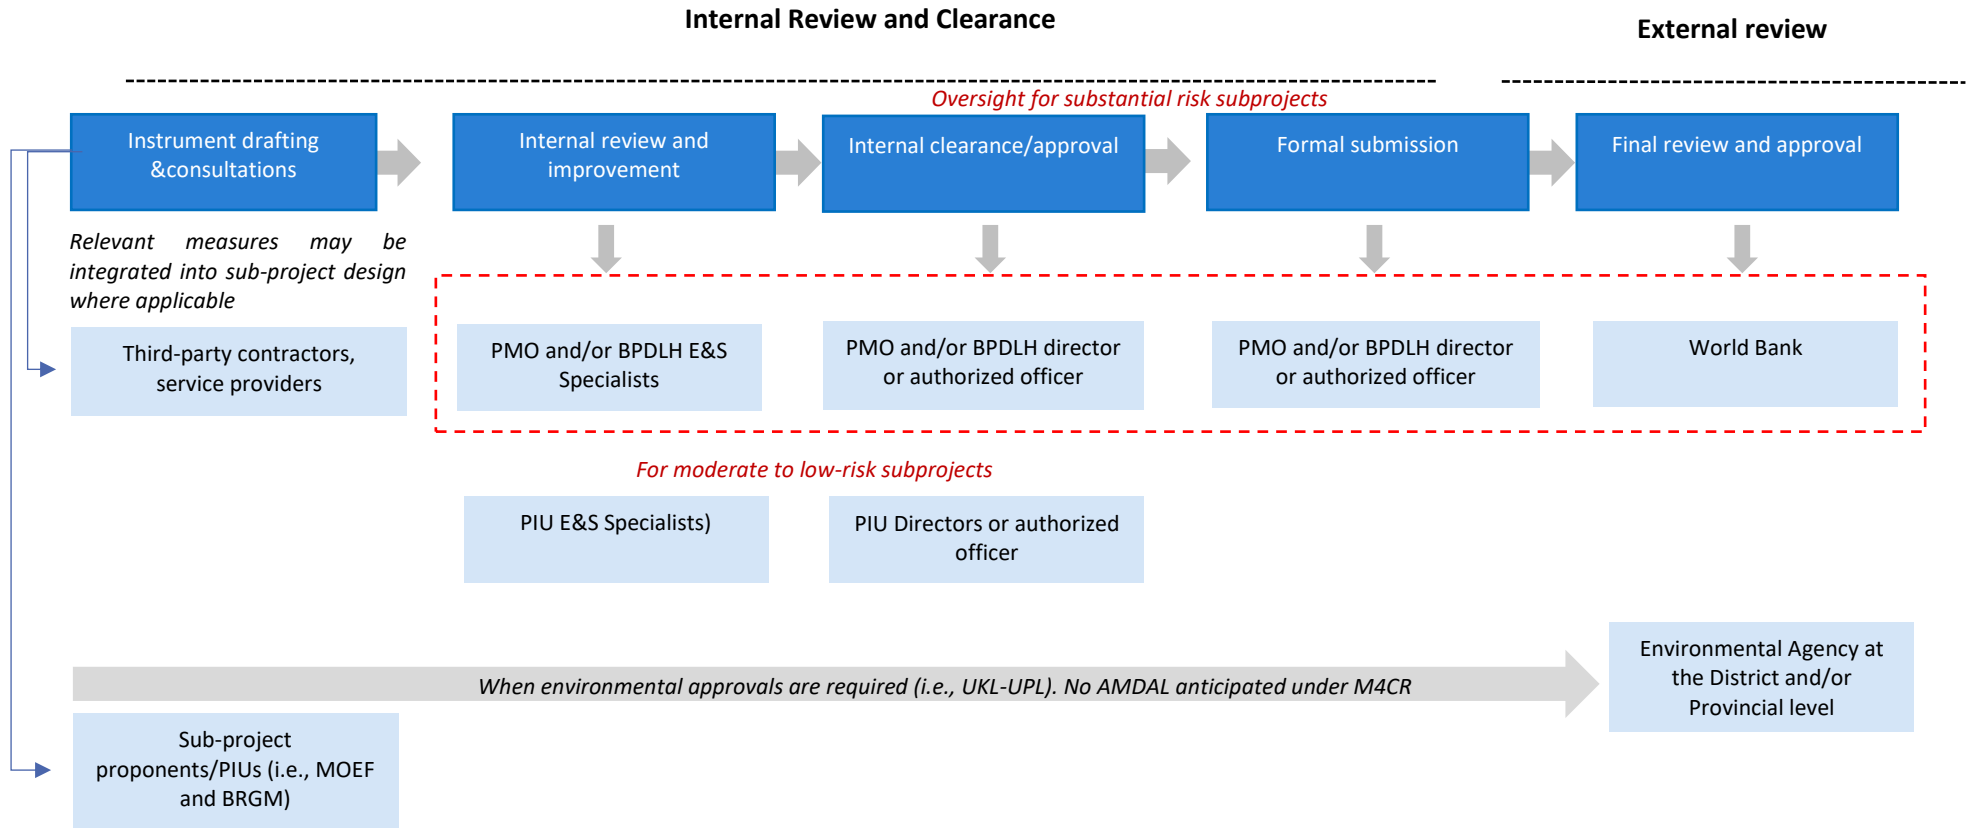 Internal Review and Clearance
External review
Oversight for substantial risk subprojects
Instrument drafting
&consultations
Internal review and
improvement
Internal clearance/approval
Formal submission
Final review and approval
Relevant measures may be
integrated into sub-project design
where applicable
Third-party contractors,
service providers
PMO and/or BPDLH E&S
Specialists
PMO and/or BPDLH director
or authorized officer
PMO and/or BPDLH director
or authorized officer
World Bank
For moderate to low-risk subprojects
PIU E&S Specialists)
PIU Directors or authorized
officer
When environmental approvals are required (i.e., UKL-UPL). No AMDAL anticipated under M4CR
Environmental Agency at
the District and/or
Provincial level
Sub-project
proponents/PIUs (i.e., MOEF
and BRGM)